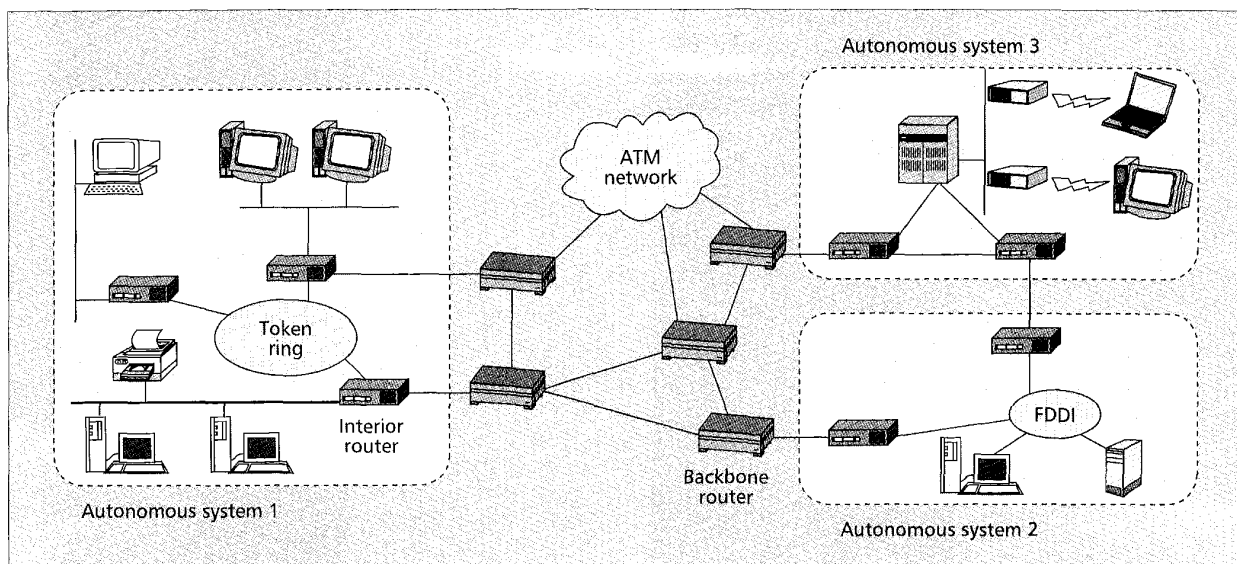 Autonomous system 3
ATM
network
Token
ring
Interior
router
FDDI
Backbone
router
Autonomous system 1
Autonomous system 2